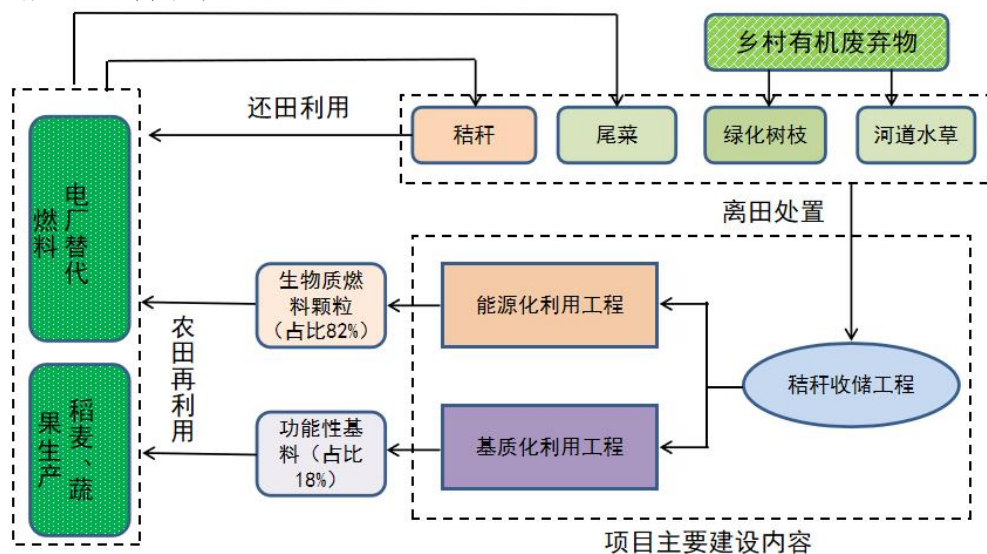 乡村有机废弃物
还田利用
秸秆
尾菜
绿化树枝
河道水草
离田处置
电厂替代
燃料
生物质燃
料颗粒
（占比82%）
能源化利用工程
农田再利用
秸秆收储工程
稻麦、蔬
果生产
功能性基
料（占比
18%）
基质化利用工程
项目主要建设内容